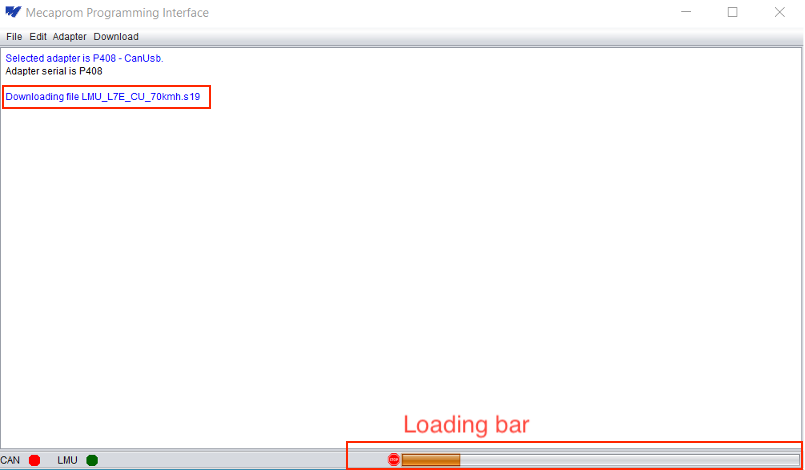 Mecaprom Programming Interface
File Edit Adapter Download
Selected adapter is P408 - CanUsb.
Adapter serial is P408
Downloading file LMU_L7E_CU_70kmh.s19
Loading bar
CAN LMU STOP